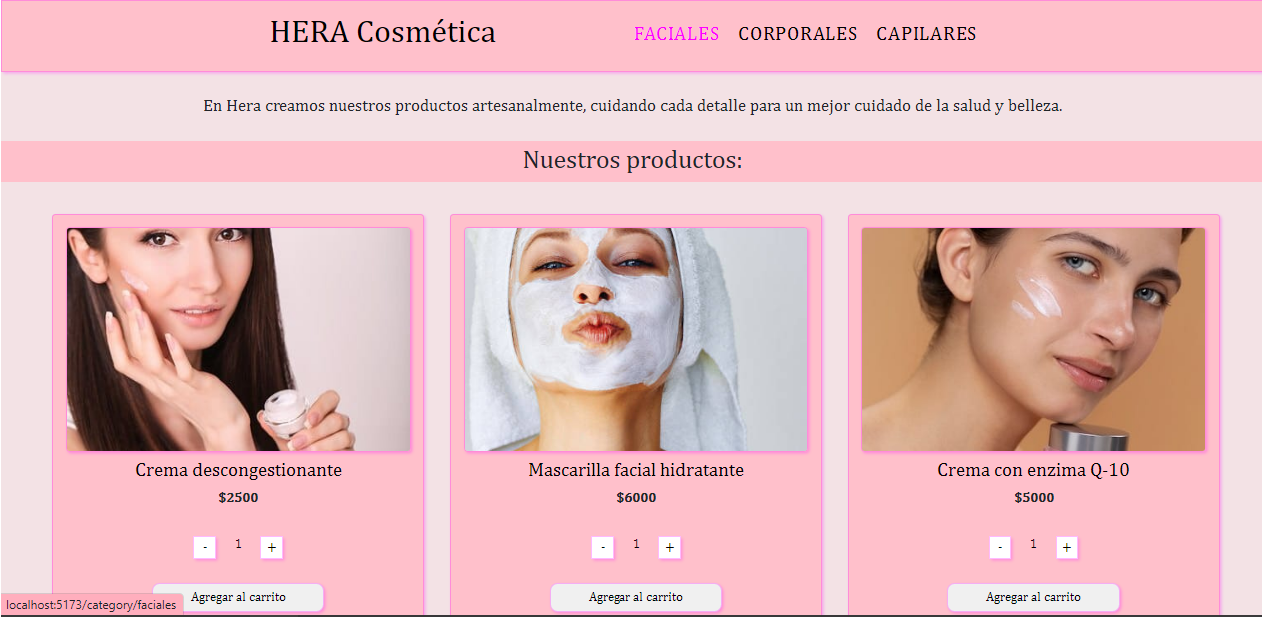 HERA Cosmética
FACIALES CORPORALES CAPILARES
En Hera creamos nuestros productos artesanalmente, cuidando cada detalle para un mejor cuidado de la salud y belleza.
Nuestros productos:
Crema descongestionante
$2500
- 1 +
Agregar al carrito
Mascarilla facial hidratante
$6000
- 1 +
Agregar al carrito
Crema con enzima Q-10
$5000
- 1 +
Agregar al carrito
localhost:5173/category/faciales